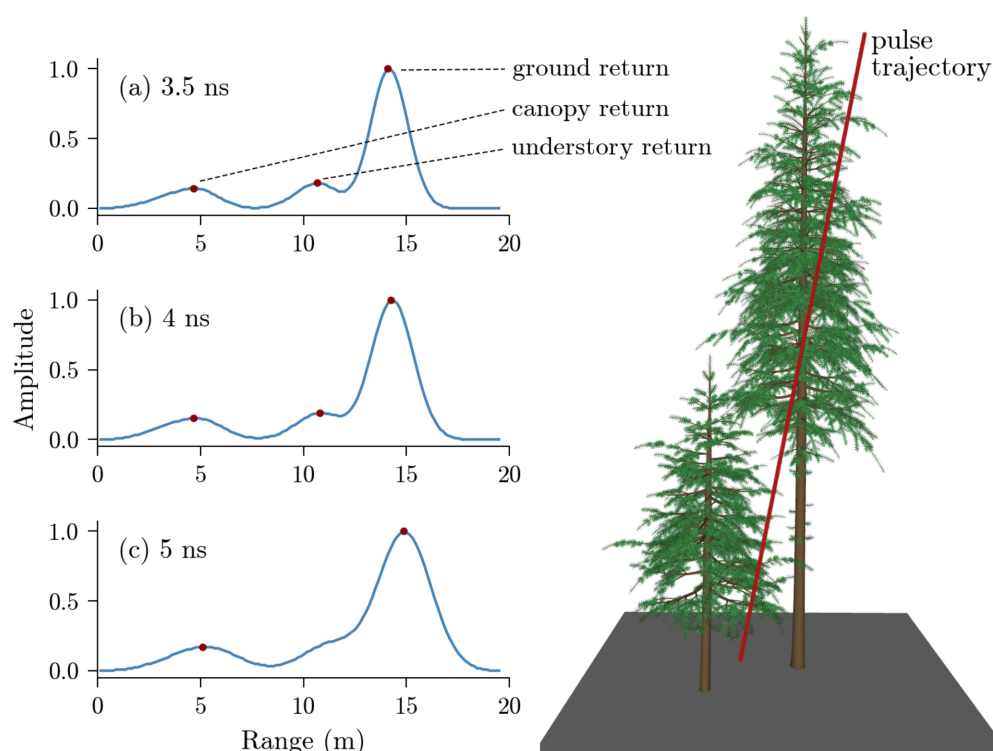 (a) 3.5 ns
1.0
0.5
0.0
0 5 10 15 20
ground return
canopy return
understory return
(b) 4 ns
1.0
0.5
0.0
0 5 10 15 20
(c) 5 ns
1.0
0.5
0.0
0 5 10 15 20
Amplitude
Range (m)
pulse
trajectory